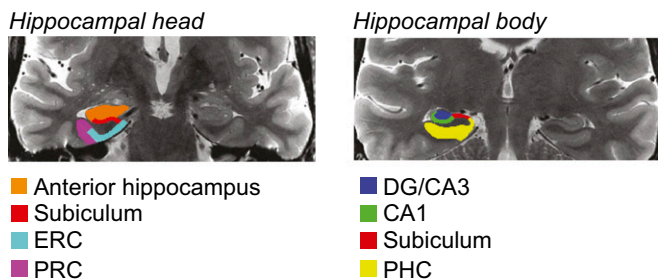 Hippocampal head
Anterior hippocampus
Subiculum
ERC
PRC
Hippocampal body
DG/CA3
CA1
Subiculum
PHC